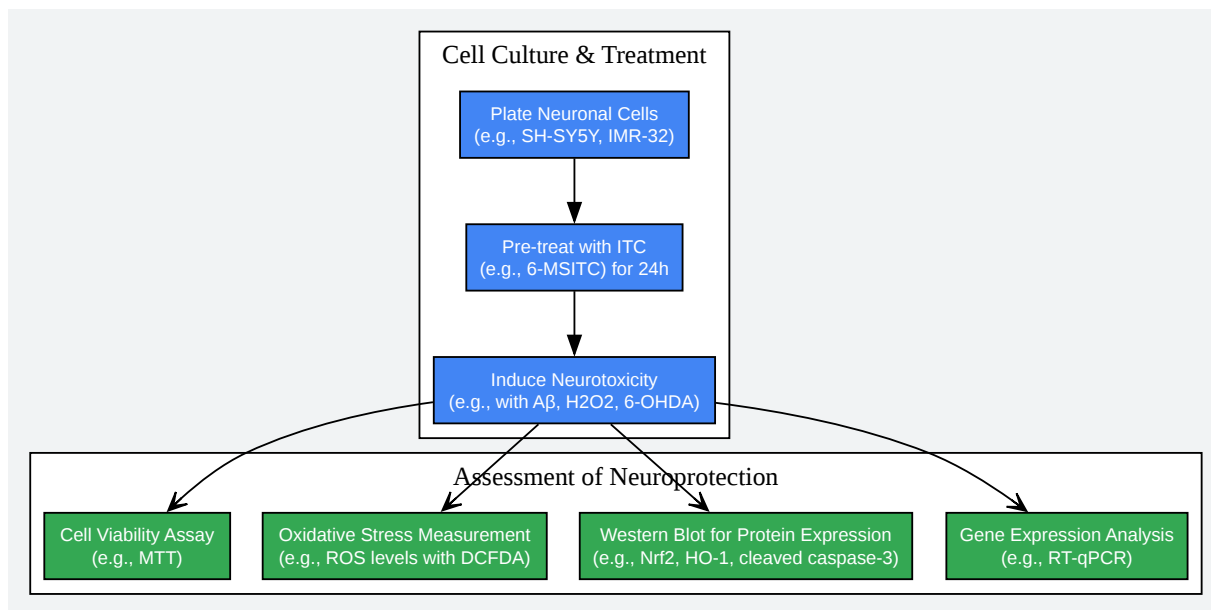 Cell Culture & Treatment
Plate Neuronal Cells
(e.g., SH-SY5Y, IMR-32)
Pre-treat with ITC
(e.g., 6-MSITC) for 24h
Induce Neurotoxicity
(e.g., with Aβ, H2O2, 6-OHDA)
Assessment of Neuroprotection
Cell Viability Assay
(e.g., MTT)
Oxidative Stress Measurement
(e.g., ROS levels with DCFDA)
Western Blot for Protein Expression
(e.g., Nrf2, HO-1, cleaved caspase-3)
Gene Expression Analysis
(e.g., RT-qPCR)